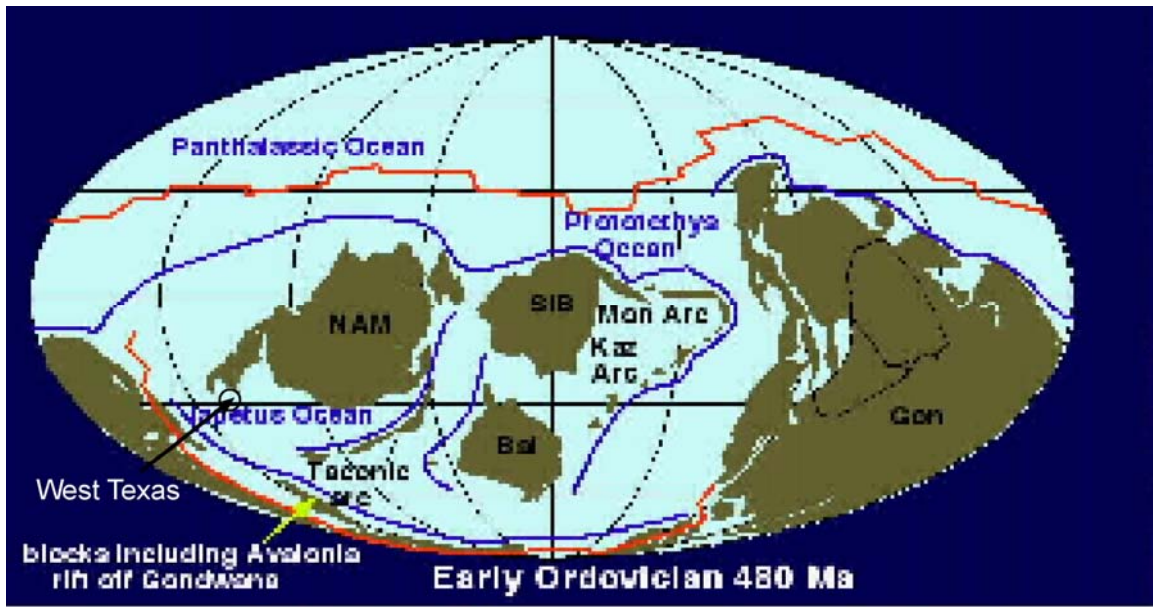 Panthalassic Ocean
Prototethys
Ocean
NAM
SIB
Mon Arc
Kaz
Arc
Iapetus Ocean
Bal
Gon
Taconic
arc
West Texas
blocks including Avalonia
rift off Gondwana
Early Ordovician 480 Ma